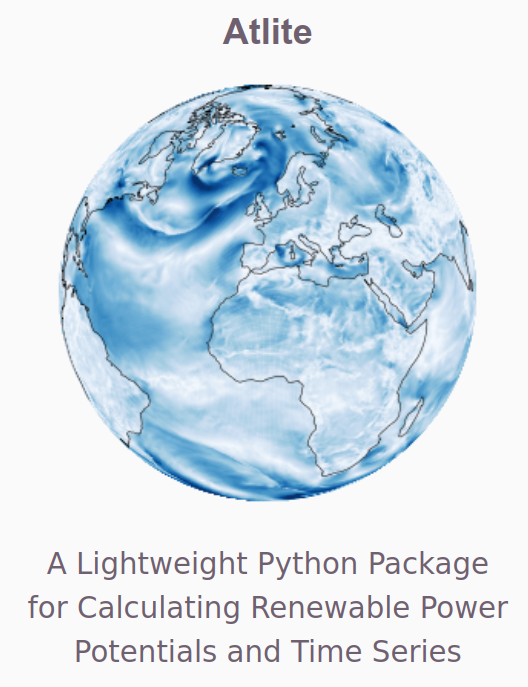 Atlite
A Lightweight Python Package
for Calculating Renewable Power
Potentials and Time Series